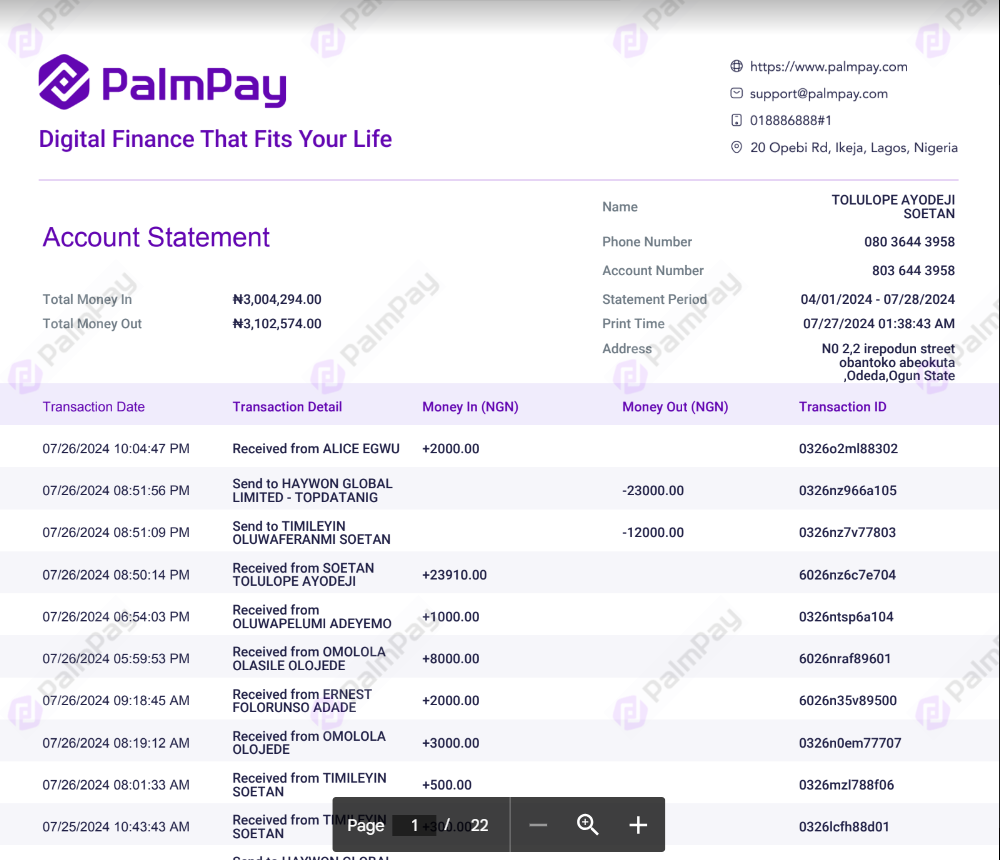 PalmPay
Digital Finance That Fits Your Life
https://www.palmpay.com
support@palmpay.com
018886888#1
20 Opebi Rd, Ikeja, Lagos, Nigeria
Account Statement
Total Money In ₦3,004,294.00
Total Money Out ₦3,102,574.00
Name TOLULOPE AYODEJI
SOETAN
Phone Number 080 3644 3958
Account Number 803 644 3958
Statement Period 04/01/2024 - 07/28/2024
Print Time 07/27/2024 01:38:43 AM
Address N0 2,2 irepodun street
obantoko abeokuta
,Odeda,Ogun State
Transaction Date Transaction Detail Money In (NGN) Money Out (NGN) Transaction ID
07/26/2024 10:04:47 PM Received from ALICE EGWU +2000.00 0326o2ml88302
07/26/2024 08:51:56 PM Send to HAYWON GLOBAL
LIMITED - TOPDATANIG -23000.00 0326nz966a105
07/26/2024 08:51:09 PM Send to TIMILEYIN
OLUWAFERANMI SOETAN -12000.00 0326nz7v77803
07/26/2024 08:50:14 PM Received from SOETAN
TOLULOPE AYODEJI +23910.00 6026nz6c7e704
07/26/2024 06:54:03 PM Received from
OLUWAPELUMI ADEYEMO +1000.00 0326ntsp6a104
07/26/2024 05:59:53 PM Received from OMOLOLA
OLASILE OLOJEDE +8000.00 6026nraf89601
07/26/2024 09:18:45 AM Received from ERNEST
FOLORUNSO ADADE +2000.00 6026n35v89500
07/26/2024 08:19:12 AM Received from OMOLOLA
OLOJEDE +3000.00 0326n0em77707
07/26/2024 08:01:33 AM Received from TIMILEYIN
SOETAN +500.00 0326mzl788f06
07/25/2024 10:43:43 AM Received from TIMILEYIN
SOETAN +300.00 0326lcfh88d01
Send to HAYWON GLOBAL
Page 1 / 22
PalmPay
PalmPay
PalmPay
PalmPay
PalmPay
PalmPay